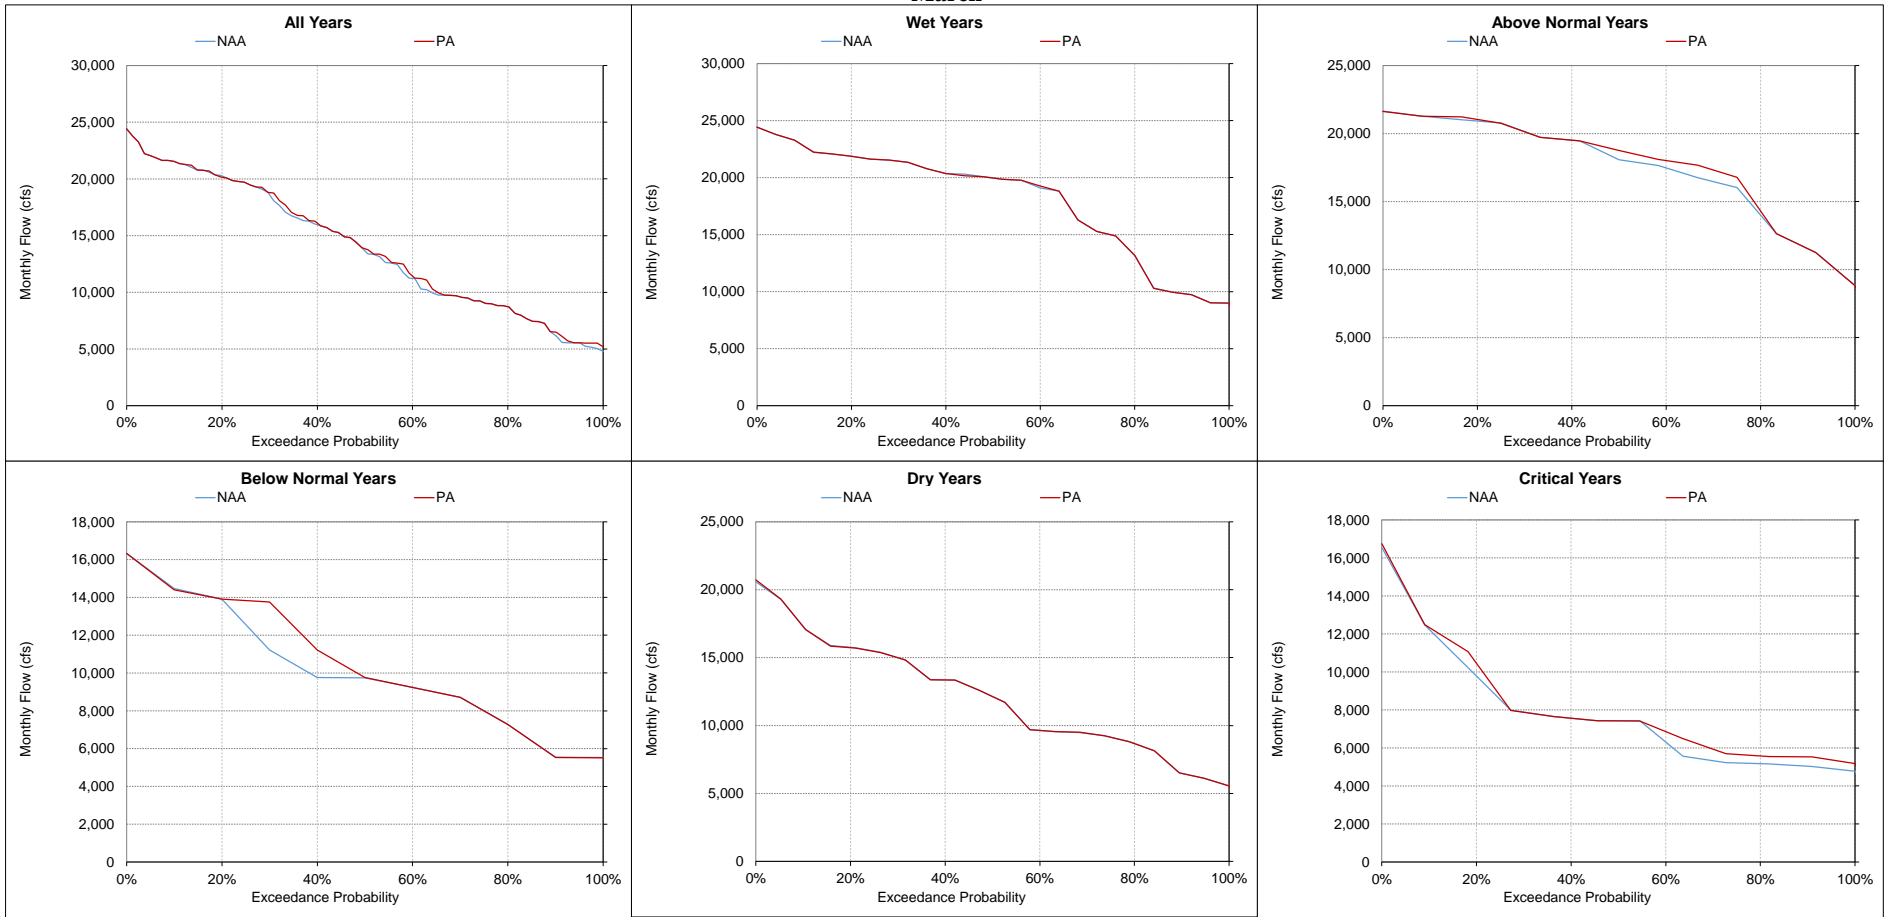 All Years
NAA PA
30,000
25,000
20,000
15,000
10,000
5,000
0
Monthly Flow (cfs)
0% 20% 40% 60% 80% 100%
Exceedance Probability
Wet Years
NAA PA
30,000
25,000
20,000
15,000
10,000
5,000
0
Monthly Flow (cfs)
0% 20% 40% 60% 80% 100%
Exceedance Probability
Above Normal Years
NAA PA
25,000
20,000
15,000
10,000
5,000
0
Monthly Flow (cfs)
0% 20% 40% 60% 80% 100%
Exceedance Probability
Below Normal Years
NAA PA
18,000
16,000
14,000
12,000
10,000
8,000
6,000
4,000
2,000
0
Monthly Flow (cfs)
0% 20% 40% 60% 80% 100%
Exceedance Probability
Dry Years
NAA PA
25,000
20,000
15,000
10,000
5,000
0
Monthly Flow (cfs)
0% 20% 40% 60% 80% 100%
Exceedance Probability
Critical Years
NAA PA
18,000
16,000
14,000
12,000
10,000
8,000
6,000
4,000
2,000
0
Monthly Flow (cfs)
0% 20% 40% 60% 80% 100%
Exceedance Probability